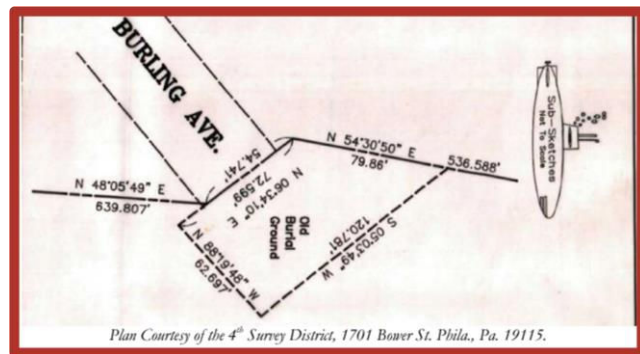 BURLING AVE.
N 48°05'49" E
639.807'
54.741'
72.599'
N 06°34'10" E
N 54°30'50" E
79.86'
536.588'
Old
Burial
Ground
S 05°03'49" W
120.781'
N 88°19'48" W
62.697'
Sub-Sketches
Not To Scale
Plan Courtesy of the 4th Survey District, 1701 Bower St. Phila., Pa. 19115.